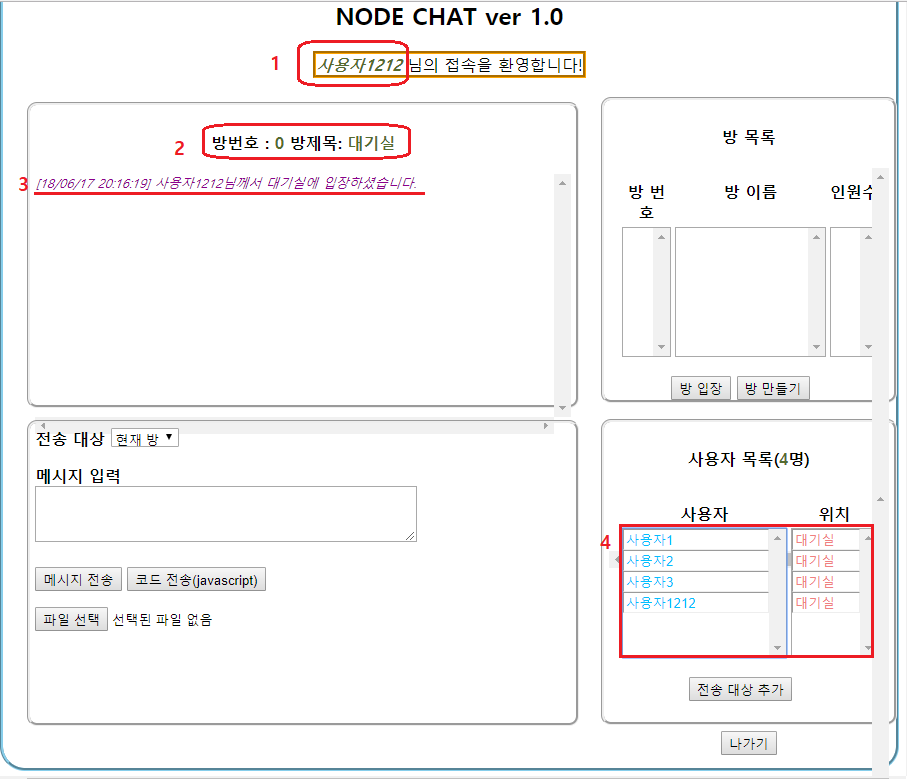 NODE CHAT ver 1.0
1
사용자1212 님의 접속을 환영합니다!
2
방번호 : 0 방제목: 대기실
3
[18/06/17 20:16:19] 사용자1212님께서 대기실에 입장하셨습니다.
방 목록
방 번호
방 이름
인원수
방 입장
방 만들기
전송 대상
현재 방
메시지 입력
메시지 전송
코드 전송(javascript)
파일 선택
선택된 파일 없음
사용자 목록(4명)
사용자
위치
4
사용자1 대기실
사용자2 대기실
사용자3 대기실
사용자1212 대기실
전송 대상 추가
나가기